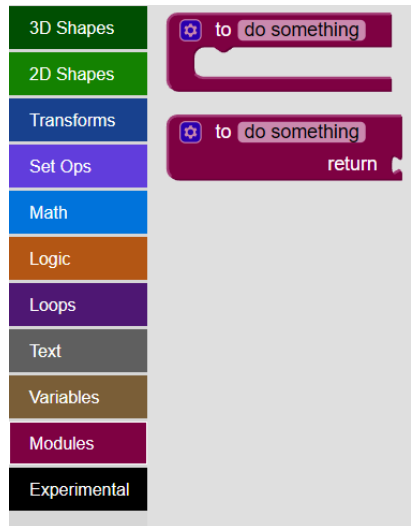 3D Shapes
2D Shapes
Transforms
Set Ops
Math
Logic
Loops
Text
Variables
Modules
Experimental
to do something
to do something
return